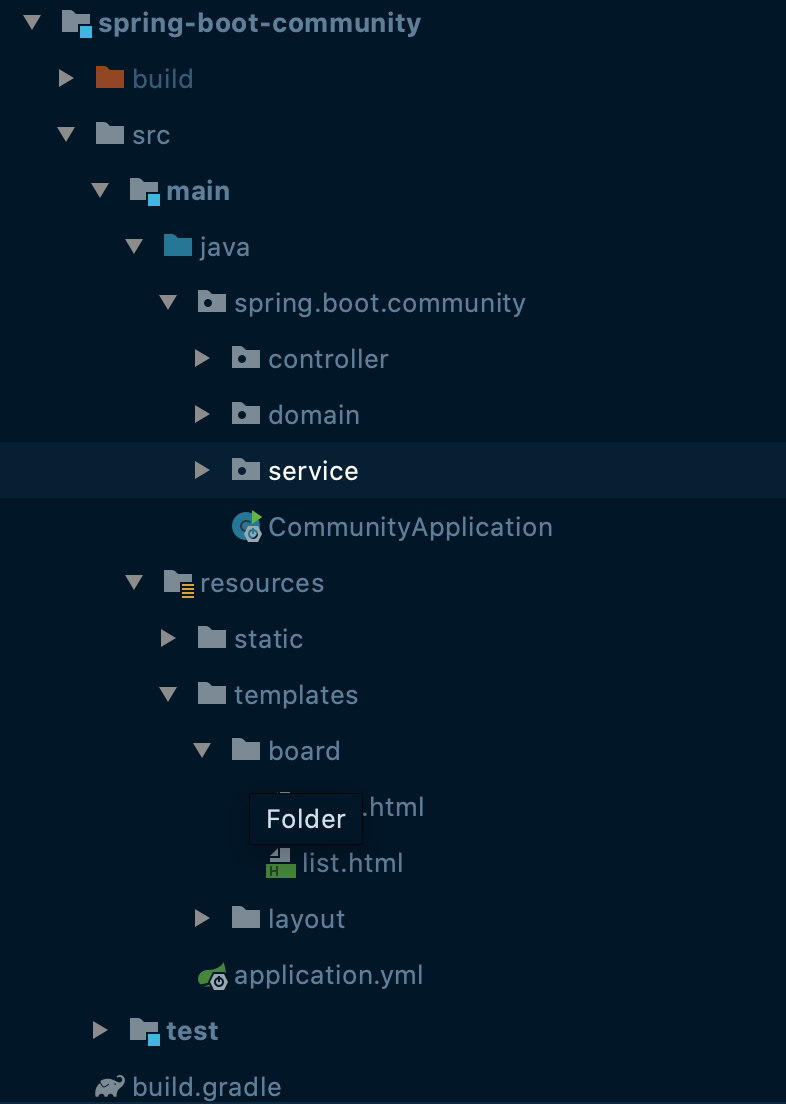 spring-boot-community
build
src
main
java
spring.boot.community
controller
domain
service
CommunityApplication
resources
static
templates
board
.html
Folder
list.html
layout
application.yml
test
build.gradle